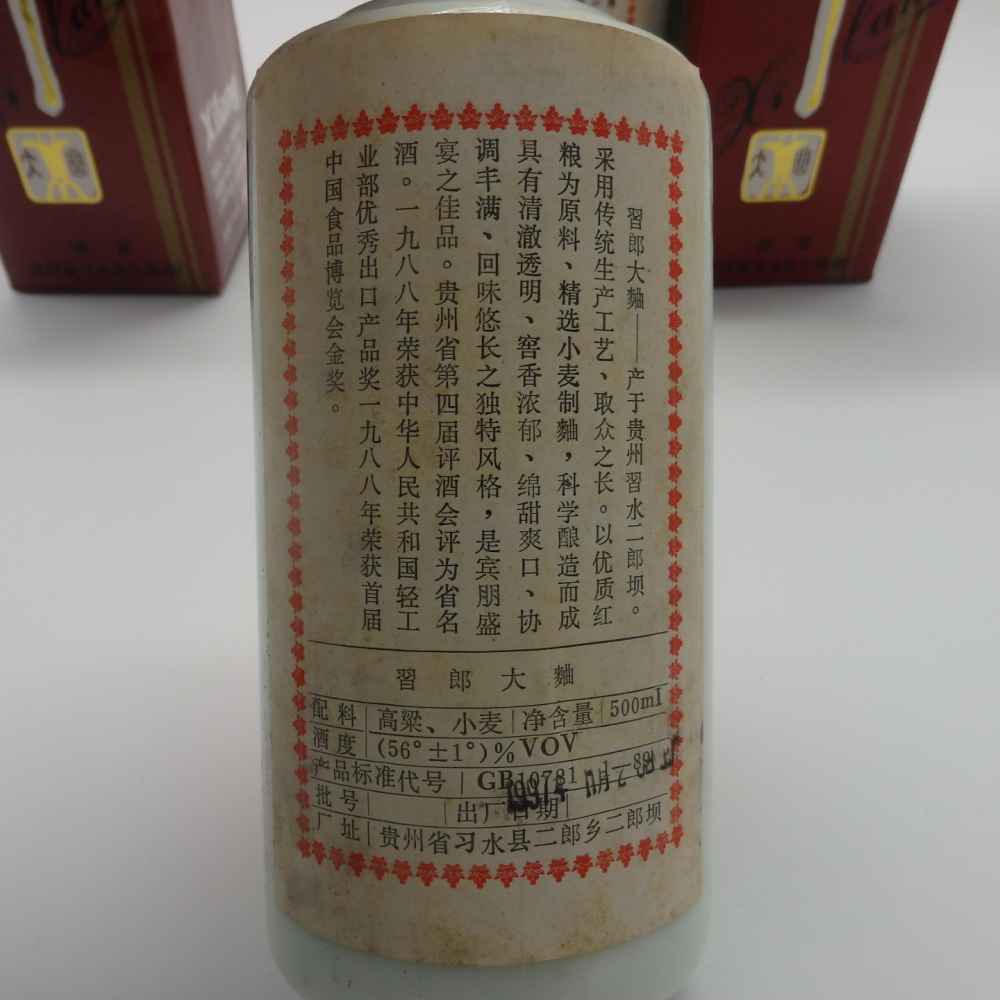 習郎大麯——产于贵州習水二郎坝。
采用传统生产工艺、取众之长。以优质红
粮为原料、精选小麦制麯，科学酿造而成
具有清澈透明、窖香浓郁、绵甜爽口、协
调丰满、回味悠长之独特风格，是宾朋盛
宴之佳品。贵州省第四届评酒会评为省名
酒。一九八八年荣获中华人民共和国轻工
业部优秀出口产品奖一九八八年荣获首届
中国食品博览会金奖。
習郎大麯
配料 高粱、小麦 净含量 500ml
酒度 (56°±1°)%VOV
产品标准代号 GB10781.1—89
批号 出厂日期
厂址 贵州省习水县二郎乡二郎坝